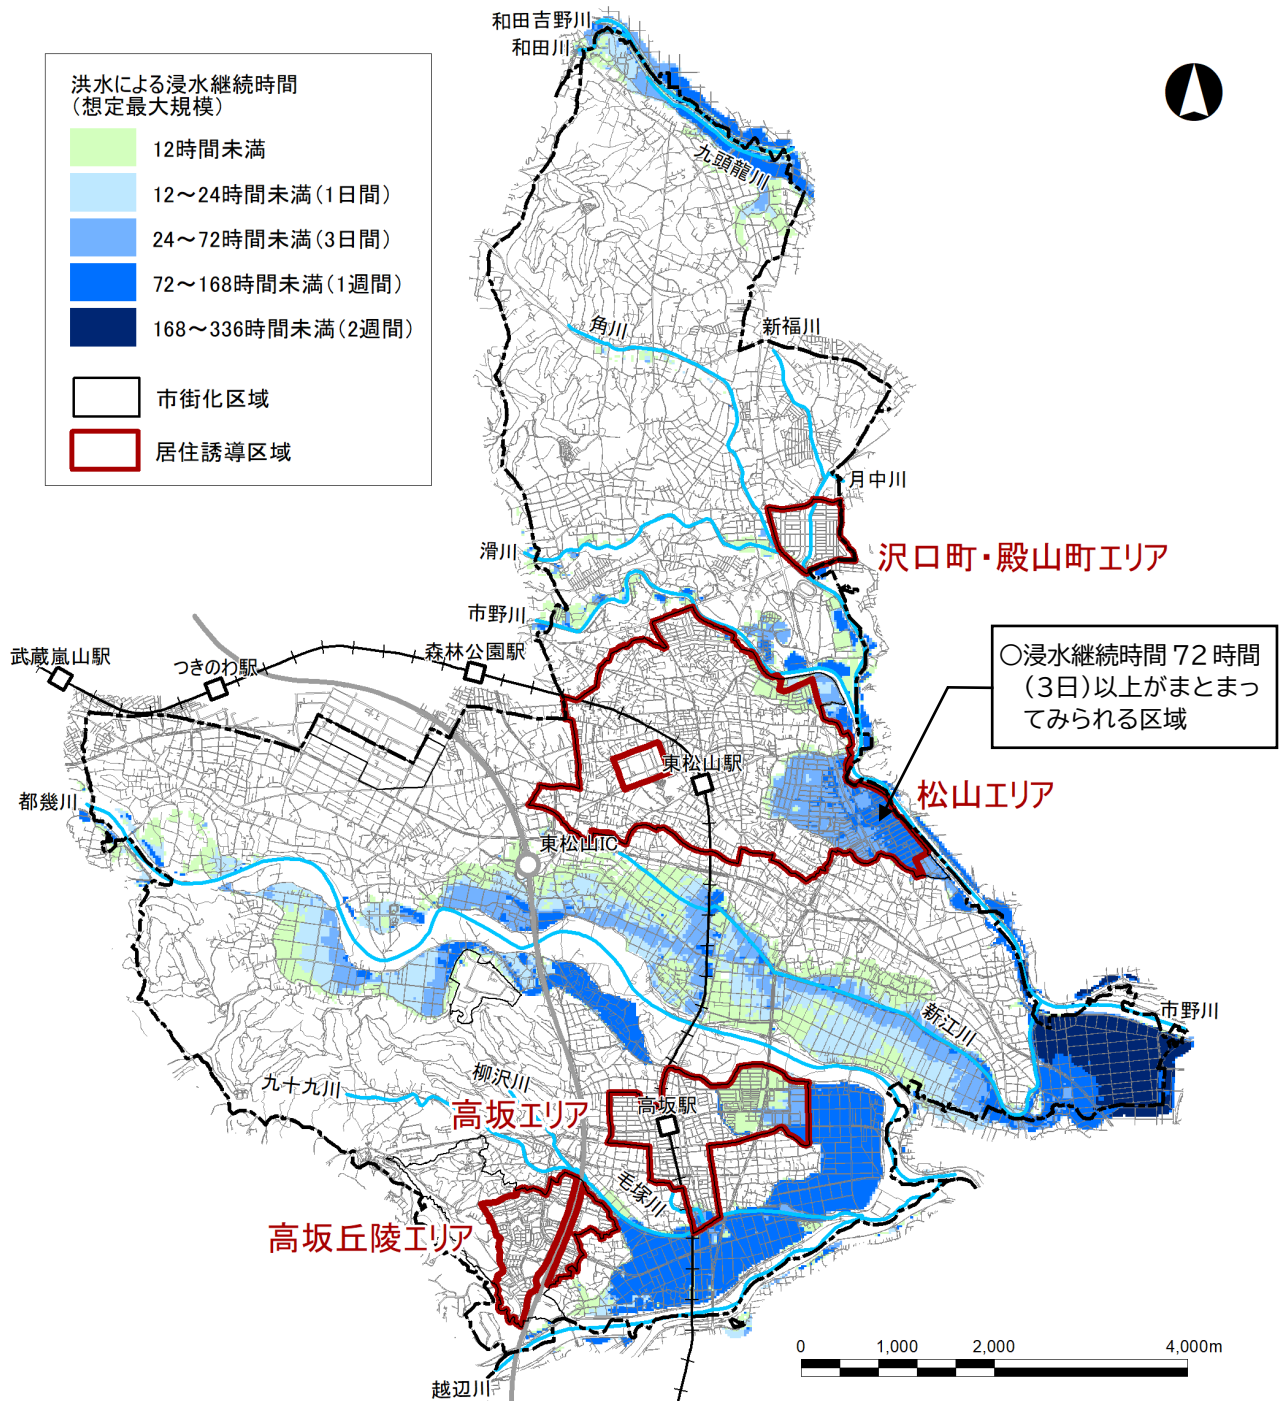 和田吉野川
和田川
洪水による浸水継続時間
(想定最大規模)
12時間未満
12～24時間未満(1日間)
24～72時間未満(3日間)
72～168時間未満(1週間)
168～336時間未満(2週間)
市街化区域
居住誘導区域
九頭龍川
角川
新福川
月中川
滑川
沢口町・殿山町エリア
市野川
武蔵嵐山駅
つきのわ駅
森林公園駅
○浸水継続時間 72 時間
(3日)以上がまとまっ
てみられる区域
東松山駅
松山エリア
都幾川
東松山IC
新江川
市野川
九十九川
柳沢川
高坂エリア
高坂駅
毛塚川
高坂丘陵エリア
越辺川
0 1,000 2,000 4,000m